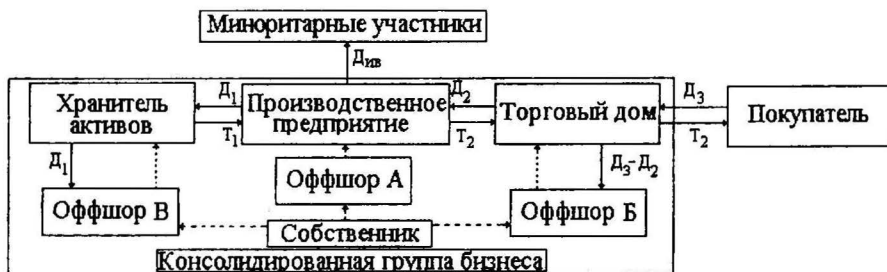 Миноритарные участники
Див
Хранитель
активов
Д1
Т1
Производственное
предприятие
Д2
Т2
Торговый дом
Д3
Т2
Покупатель
Д1
Оффшор А
Д3-Д2
Оффшор В
Собственник
Оффшор Б
Консолидированная группа бизнеса